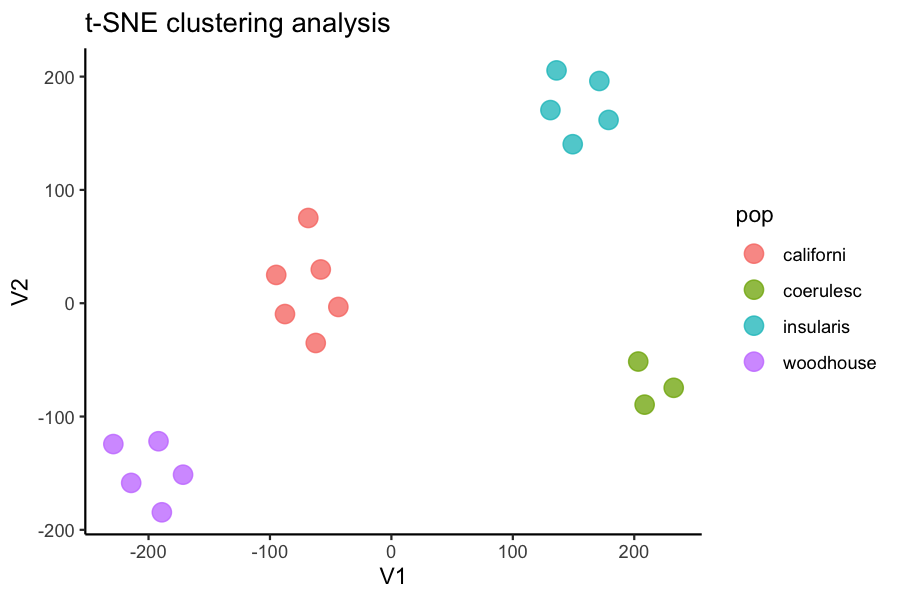 t-SNE clustering analysis
V2
200
100
0
-100
-200
-200
-100
0
100
200
V1
pop
californi
coerulesc
insularis
woodhouse